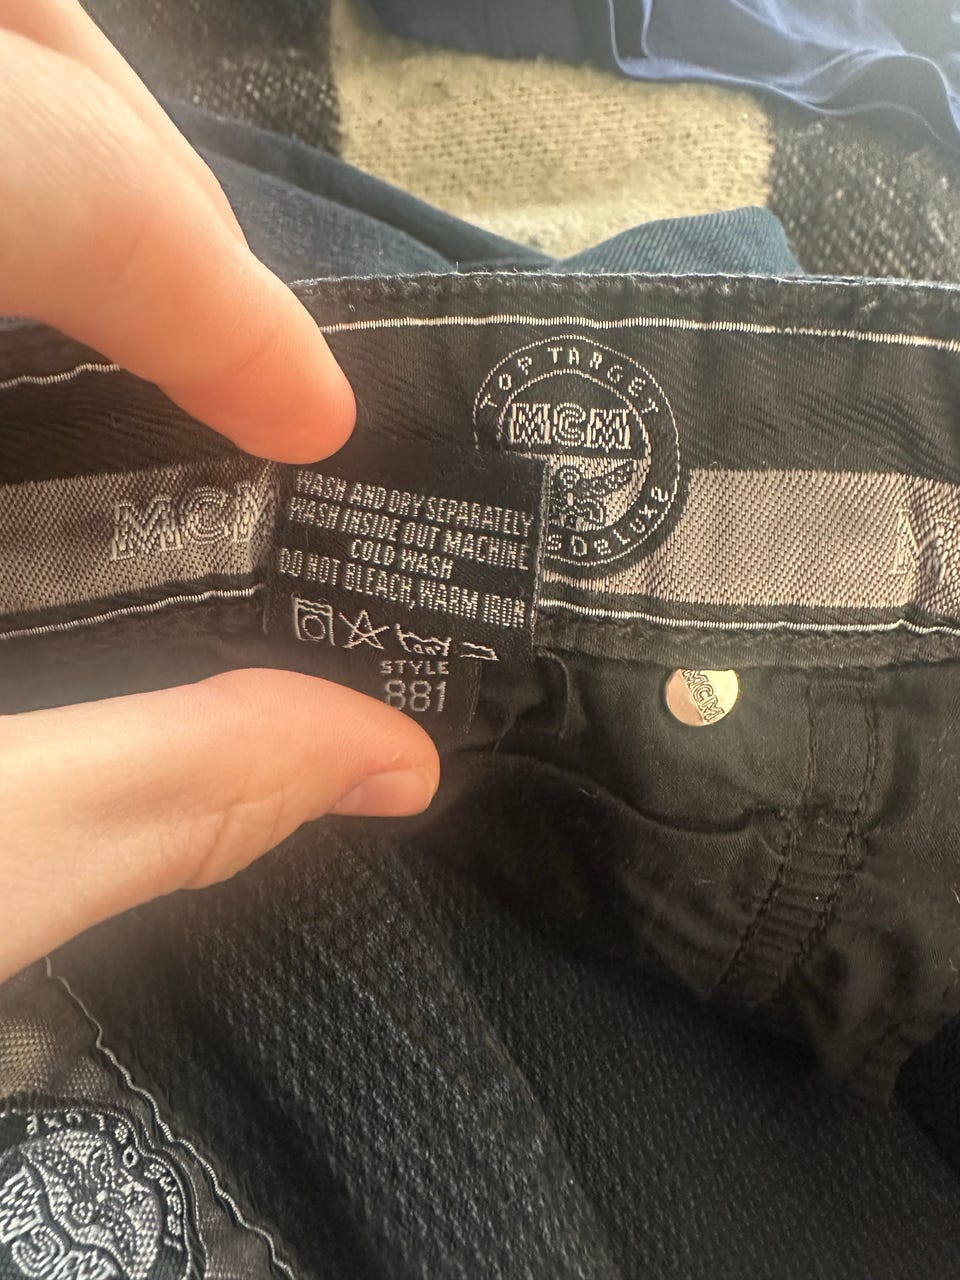 TOP TARGET
MCM
DeLUXE
MCM
WASH AND DRY SEPARATELY
WASH INSIDE OUT MACHINE
COLD WASH
DO NOT BLEACH, WARM IRON
STYLE
881
MCM